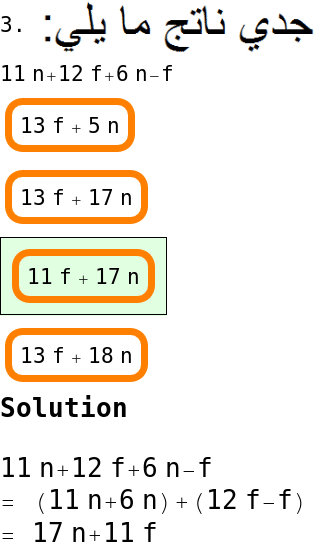 3. جدي ناتج ما يلي:
11 n+12 f+6 n−f
13 f + 5 n
13 f + 17 n
11 f + 17 n
13 f + 18 n
Solution
11 n+12 f+6 n−f
= (11 n+6 n) + (12 f−f)
= 17 n+11 f